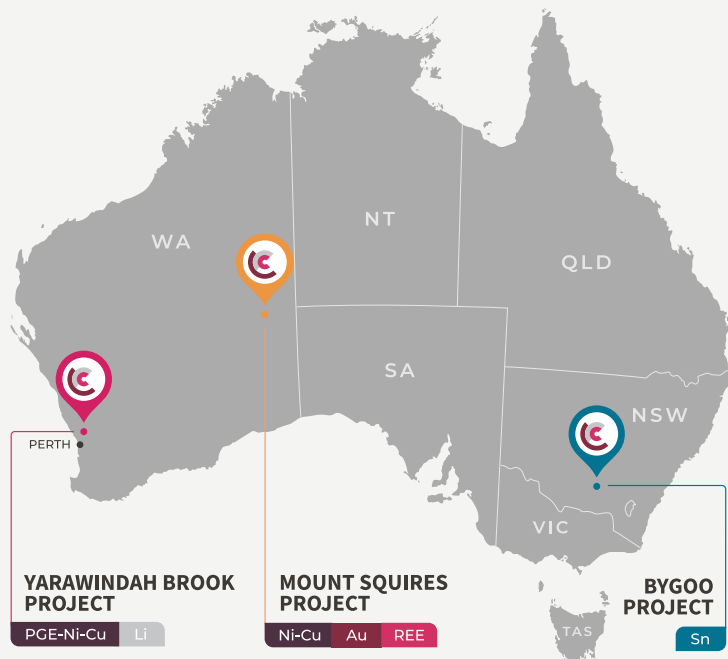 NT
WA
QLD
SA
NSW
PERTH
VIC
YARAWINDAH BROOK
PROJECT
PGE-Ni-Cu Li
MOUNT SQUIRES
PROJECT
Ni-Cu Au REE
BYGOO
PROJECT
Sn
TAS